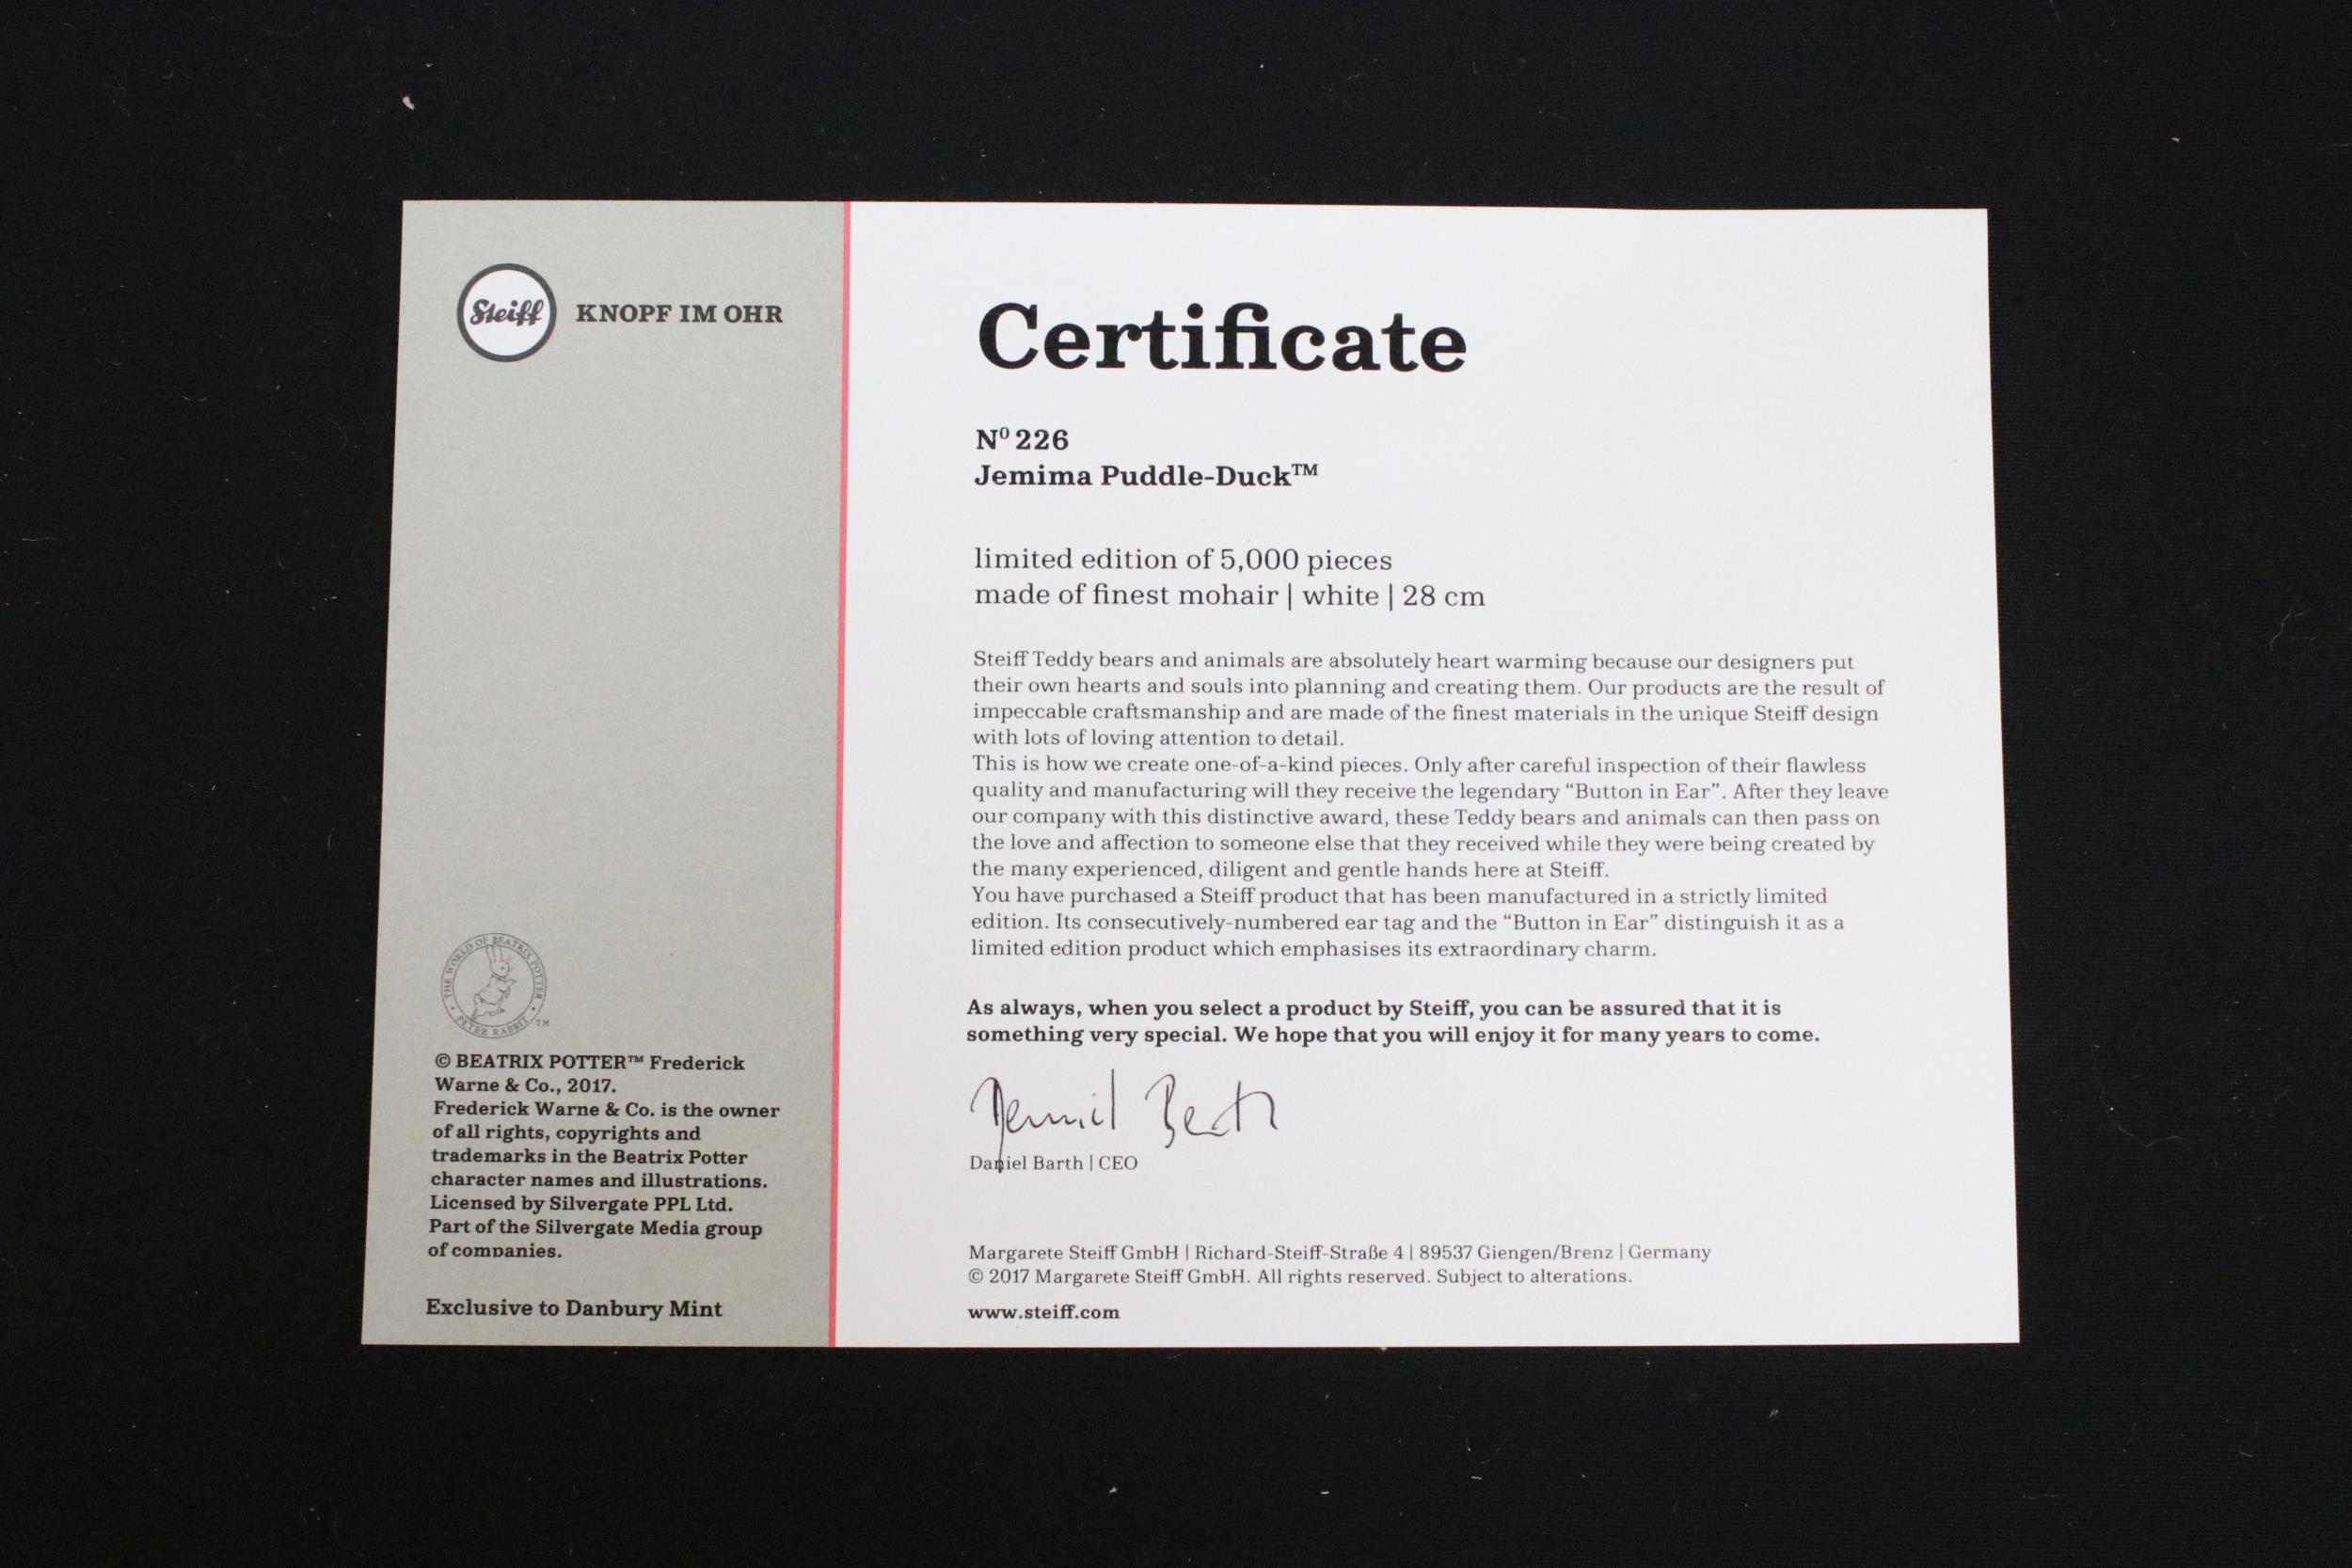 Steiff KNOPF IM OHR
THE WORLD OF BEATRIX POTTER
PETER RABBIT TM
© BEATRIX POTTER™ Frederick
Warne & Co., 2017.
Frederick Warne & Co. is the owner
of all rights, copyrights and
trademarks in the Beatrix Potter
character names and illustrations.
Licensed by Silvergate PPL Ltd.
Part of the Silvergate Media group
of companies.
Exclusive to Danbury Mint
Certificate
Nº 226
Jemima Puddle-Duck™
limited edition of 5,000 pieces
made of finest mohair | white | 28 cm
Steiff Teddy bears and animals are absolutely heart warming because our designers put
their own hearts and souls into planning and creating them. Our products are the result of
impeccable craftsmanship and are made of the finest materials in the unique Steiff design
with lots of loving attention to detail.
This is how we create one-of-a-kind pieces. Only after careful inspection of their flawless
quality and manufacturing will they receive the legendary “Button in Ear”. After they leave
our company with this distinctive award, these Teddy bears and animals can then pass on
the love and affection to someone else that they received while they were being created by
the many experienced, diligent and gentle hands here at Steiff.
You have purchased a Steiff product that has been manufactured in a strictly limited
edition. Its consecutively-numbered ear tag and the “Button in Ear” distinguish it as a
limited edition product which emphasises its extraordinary charm.
As always, when you select a product by Steiff, you can be assured that it is
something very special. We hope that you will enjoy it for many years to come.
Daniel Barth
Daniel Barth | CEO
Margarete Steiff GmbH | Richard-Steiff-Straße 4 | 89537 Giengen/Brenz | Germany
© 2017 Margarete Steiff GmbH. All rights reserved. Subject to alterations.
www.steiff.com